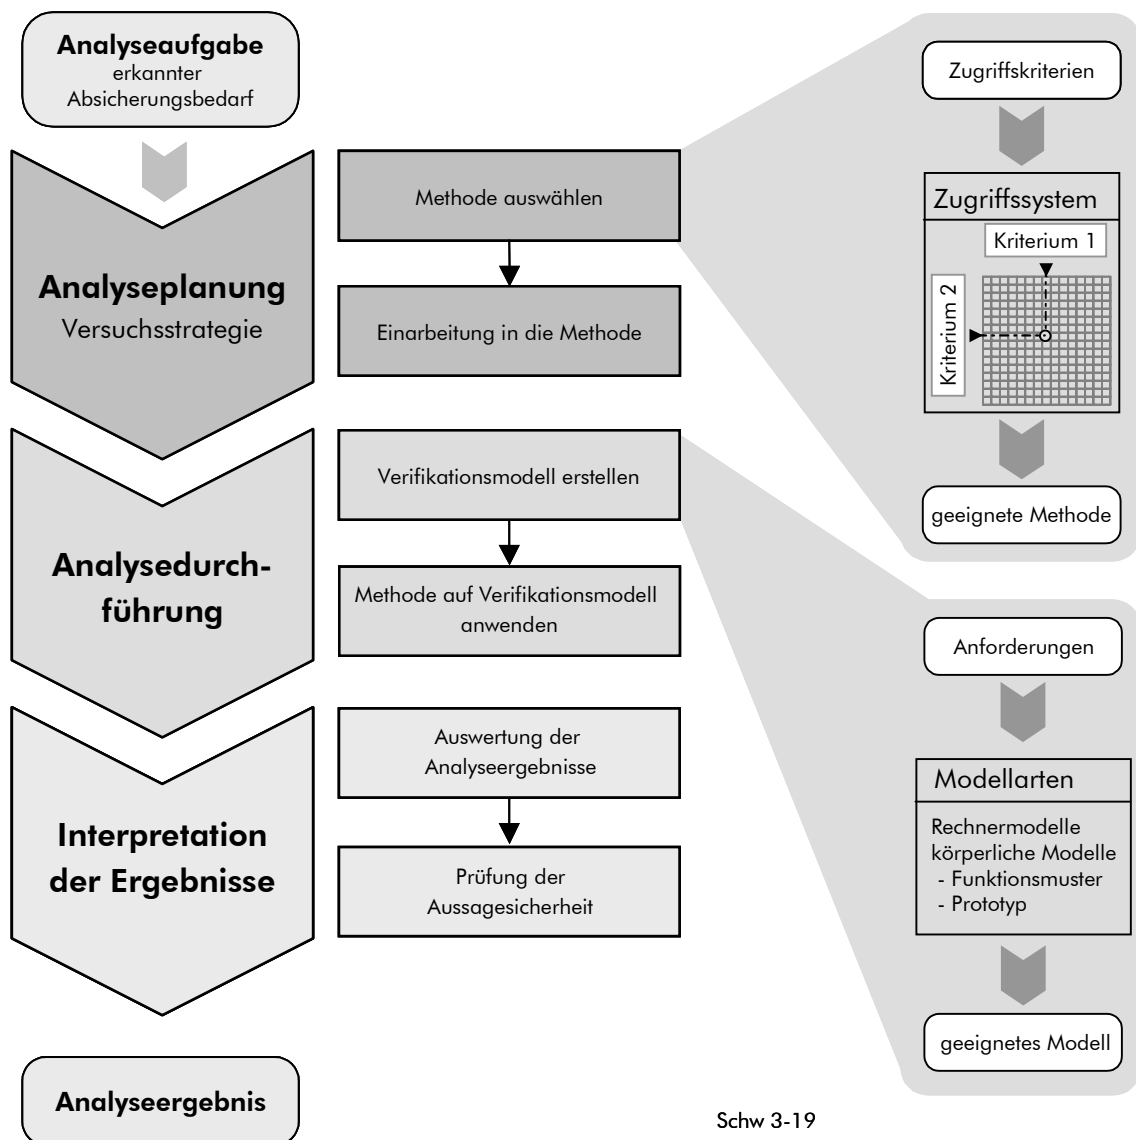 Analyseaufgabe
erkannter
Absicherungsbedarf
Analyseplanung
Versuchsstrategie
Methode auswählen
Einarbeitung in die Methode
Zugriffskriterien
Zugriffssystem
Kriterium 1
Kriterium 2
geeignete Methode
Analysedurch-
führung
Verifikationsmodell erstellen
Methode auf Verifikationsmodell
anwenden
Anforderungen
Modellarten
Rechnermodelle
körperliche Modelle
- Funktionsmuster
- Prototyp
geeignetes Modell
Interpretation
der Ergebnisse
Auswertung der
Analyseergebnisse
Prüfung der
Aussagesicherheit
Analyseergebnis
Schw 3-19